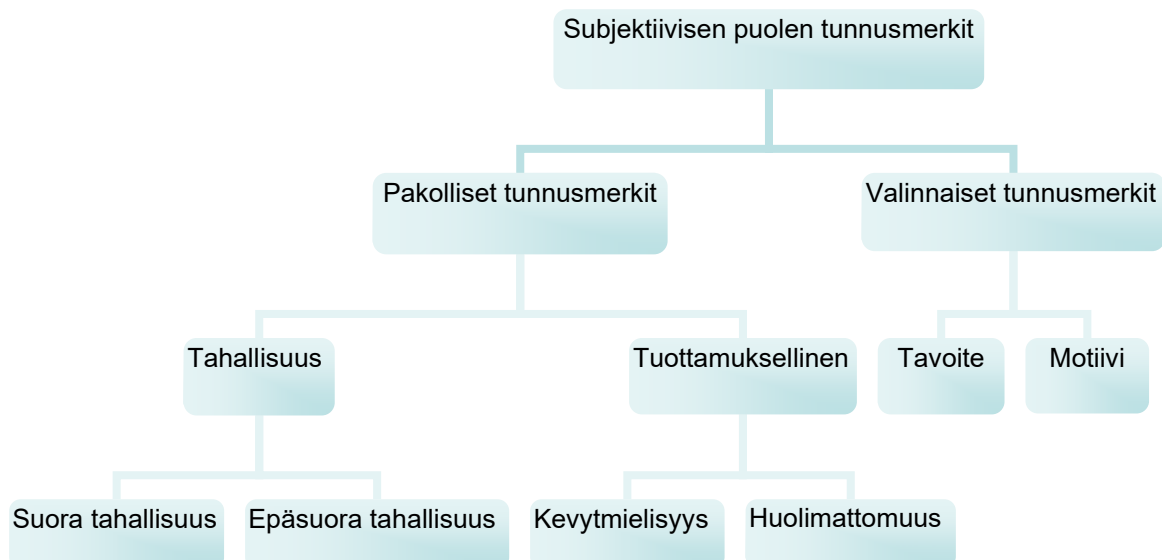 Subjektiivisen puolen tunnusmerkit
Pakolliset tunnusmerkit
Valinnaiset tunnusmerkit
Tahallisuus
Tuottamuksellinen
Tavoite
Motiivi
Suora tahallisuus
Epäsuora tahallisuus
Kevytmielisyys
Huolimattomuus